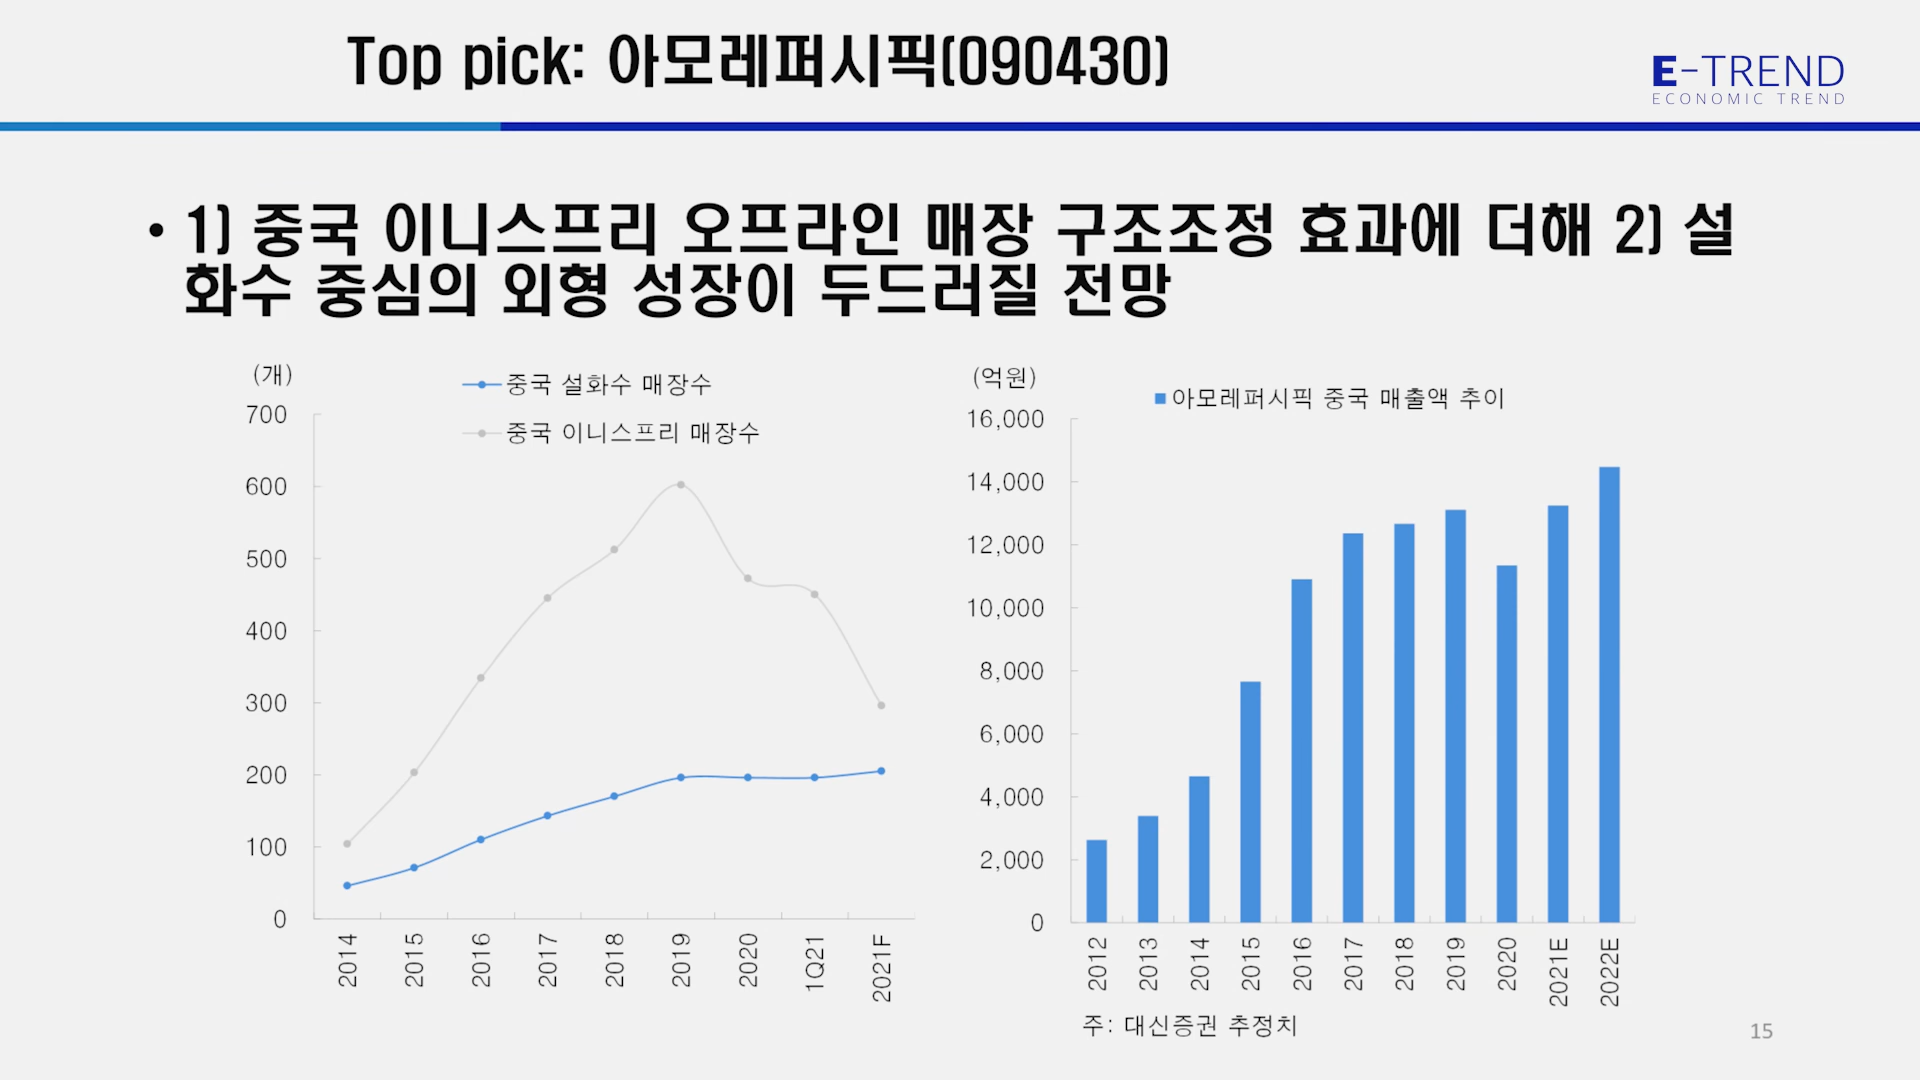 Top pick: 아모레퍼시픽(090430)
E-TREND
ECONOMIC TREND
• 1) 중국 이니스프리 오프라인 매장 구조조정 효과에 더해 2) 설
화수 중심의 외형 성장이 두드러질 전망
(개)
중국 설화수 매장수
중국 이니스프리 매장수
700
600
500
400
300
200
100
0
2014
2015
2016
2017
2018
2019
2020
1Q21
2021F
(억원)
아모레퍼시픽 중국 매출액 추이
16,000
14,000
12,000
10,000
8,000
6,000
4,000
2,000
0
2012
2013
2014
2015
2016
2017
2018
2019
2020
2021E
2022E
주: 대신증권 추정치
15